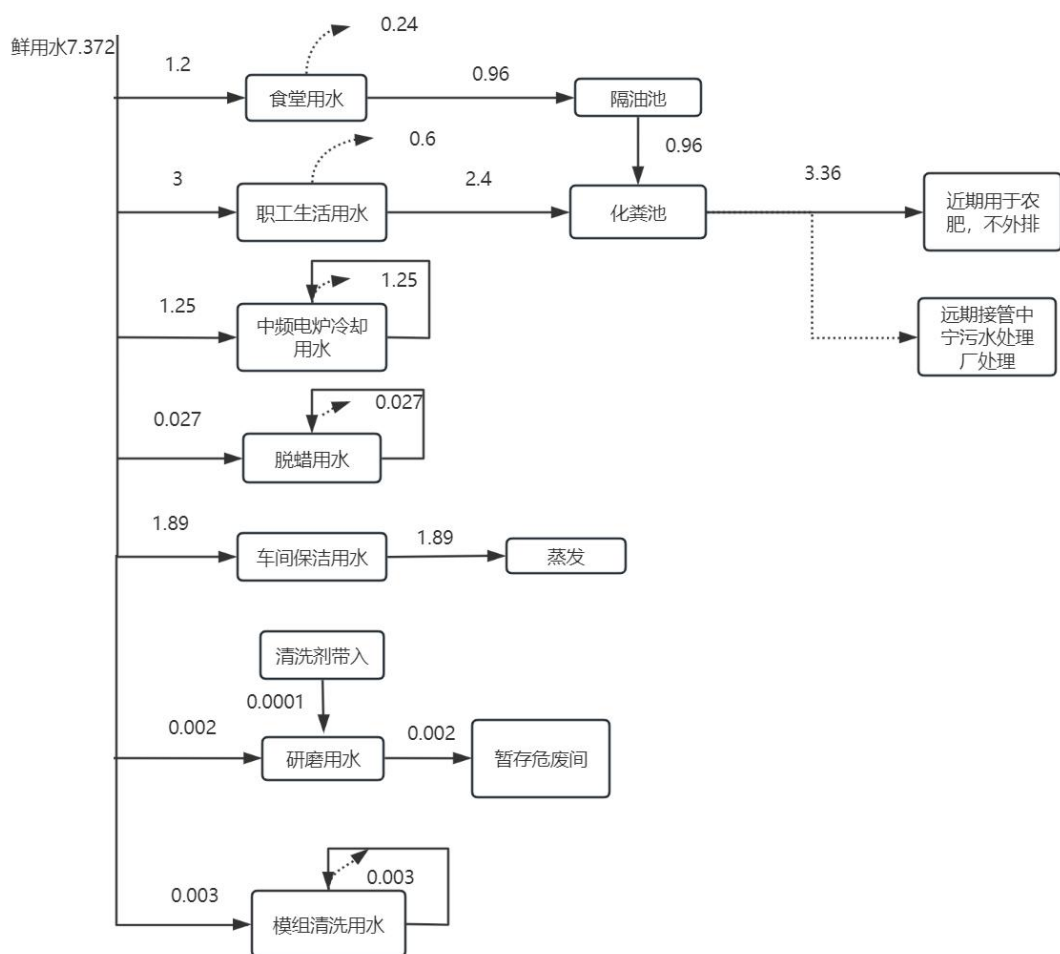 鲜用水7.372
0.24
1.2
食堂用水
0.96
隔油池
0.6
0.96
3
职工生活用水
2.4
化粪池
3.36
近期用于农
肥，不外排
1.25
1.25
中频电炉冷却
用水
远期接管中
宁污水处理
厂处理
0.027
0.027
脱蜡用水
1.89
车间保洁用水
1.89
蒸发
清洗剂带入
0.0001
0.002
研磨用水
0.002
暂存危废间
0.003
0.003
模组清洗用水